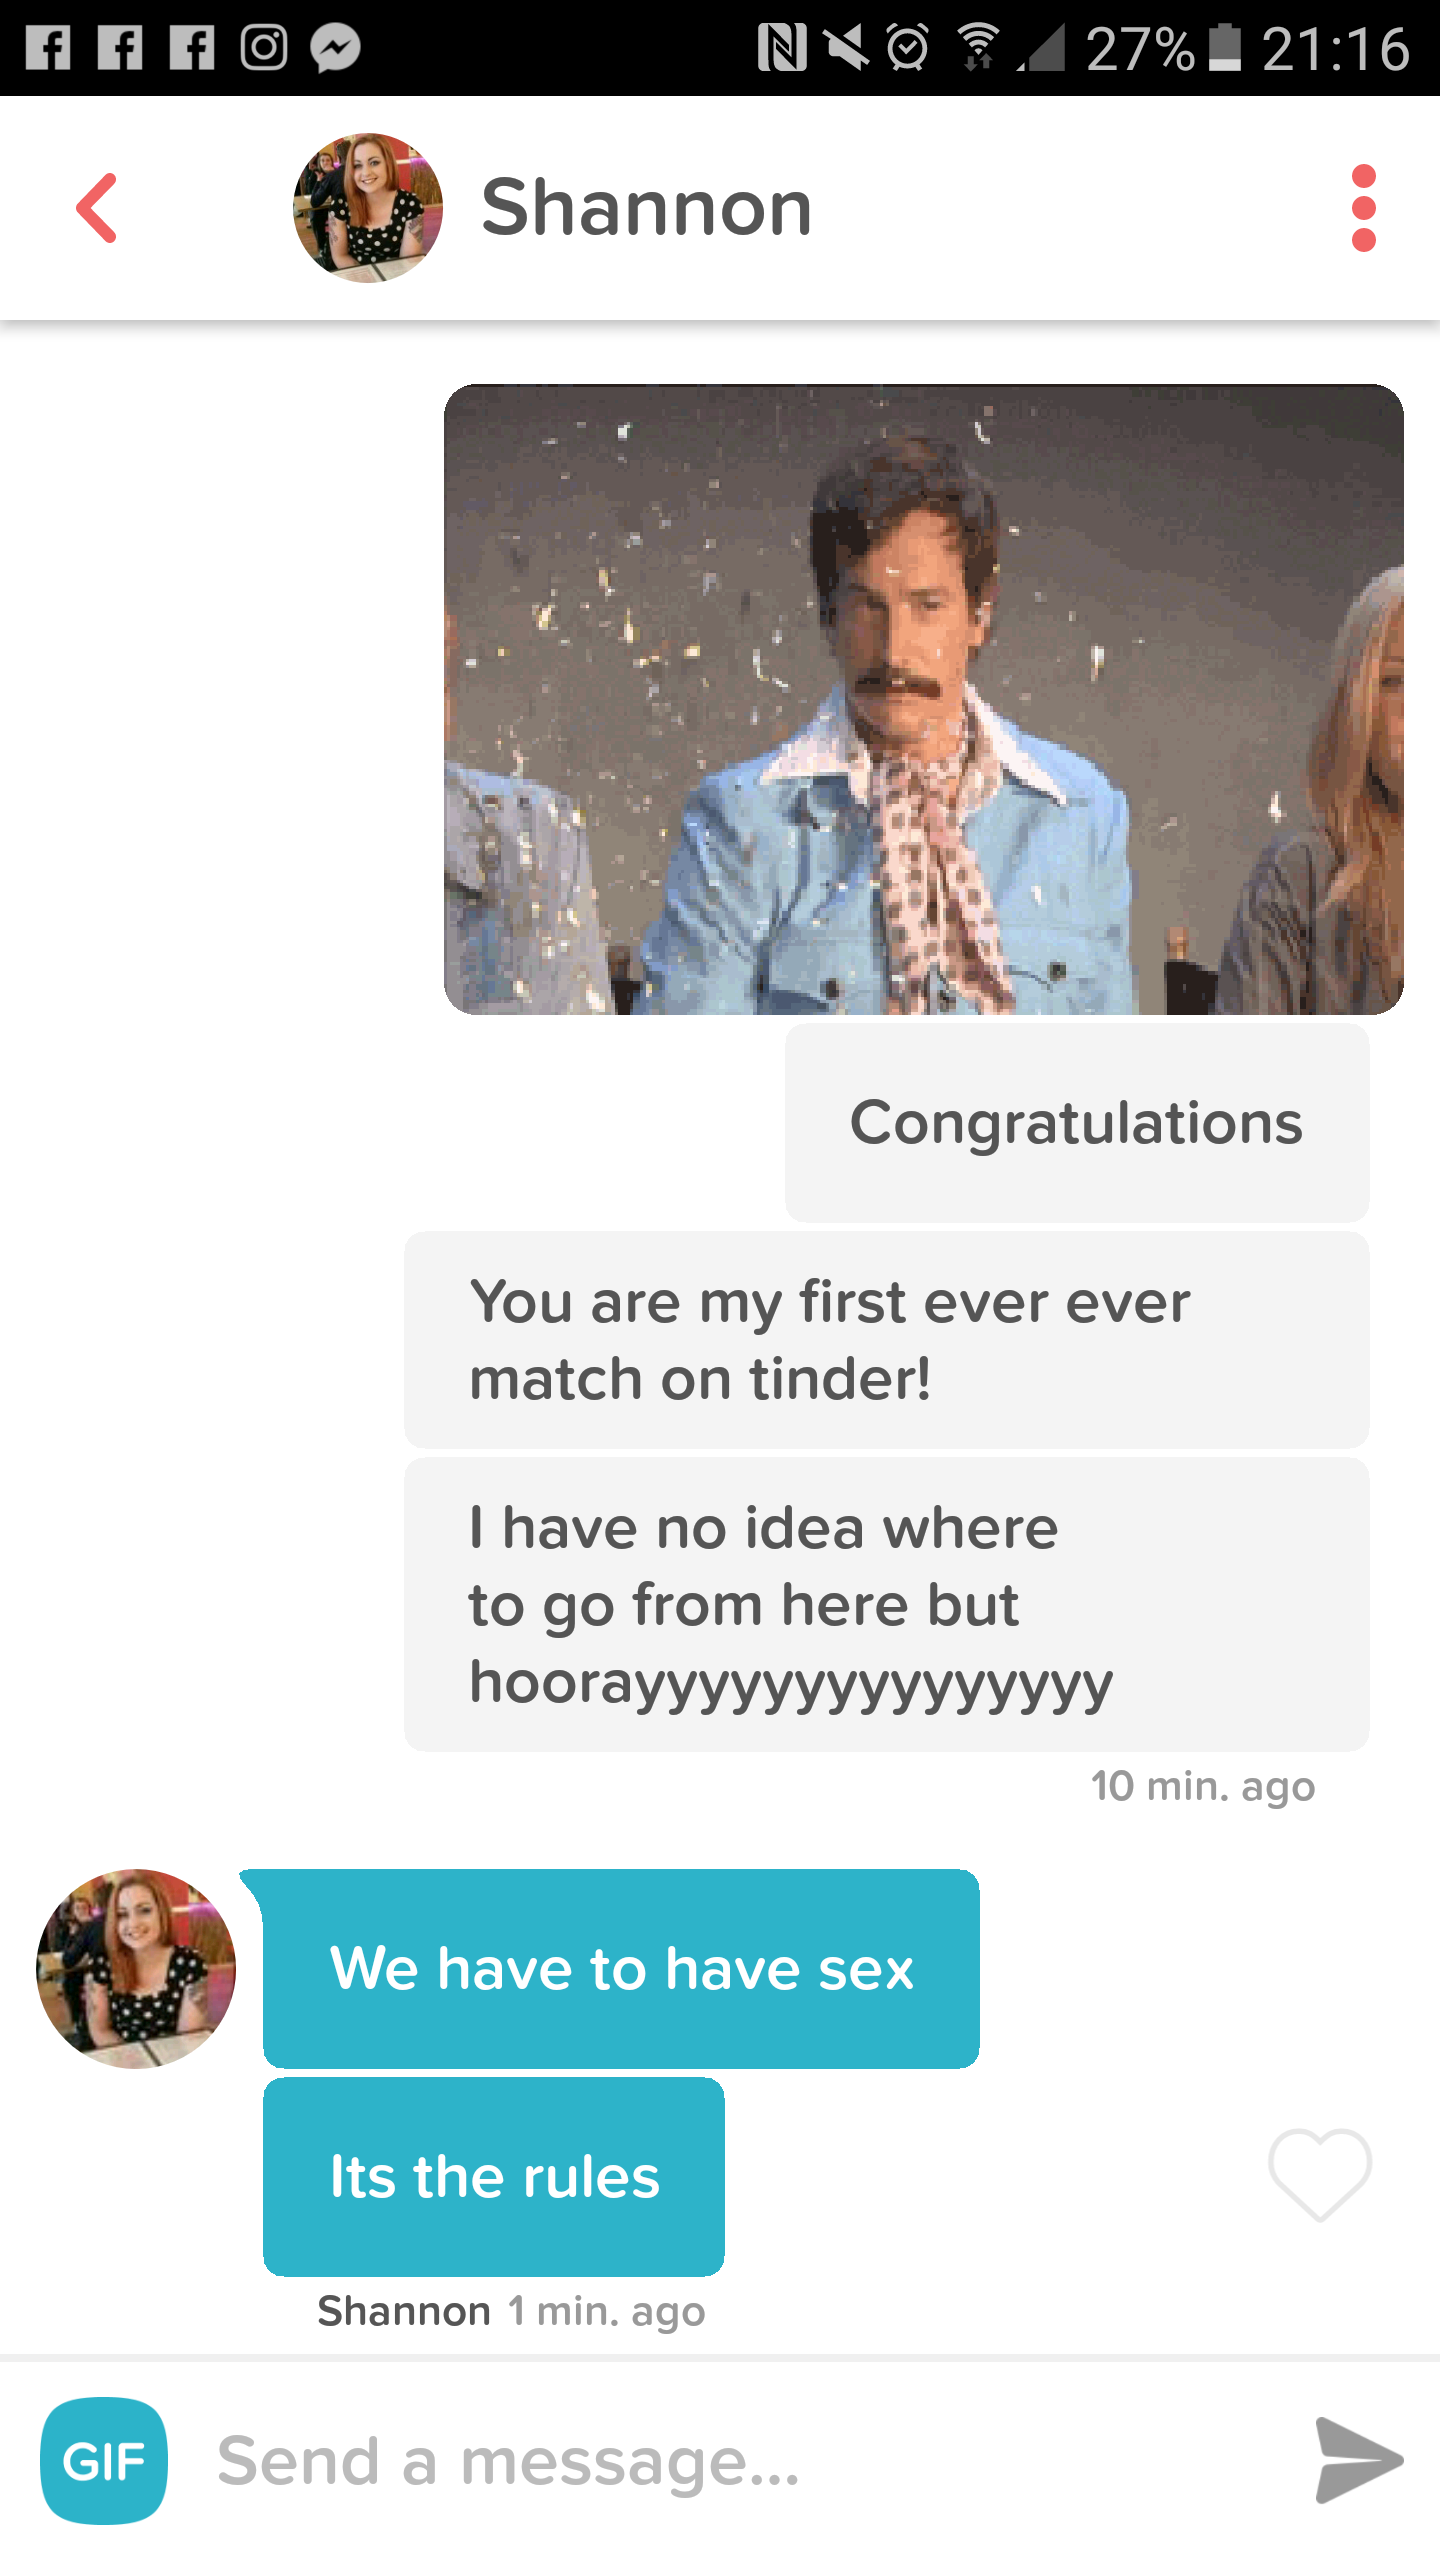 27% 21:16
Shannon
Congratulations
You are my first ever ever
match on tinder!
I have no idea where
to go from here but
hoorayyyyyyyyyyyyyyy
10 min. ago
We have to have sex
Its the rules
Shannon 1 min. ago
GIF Send a message...